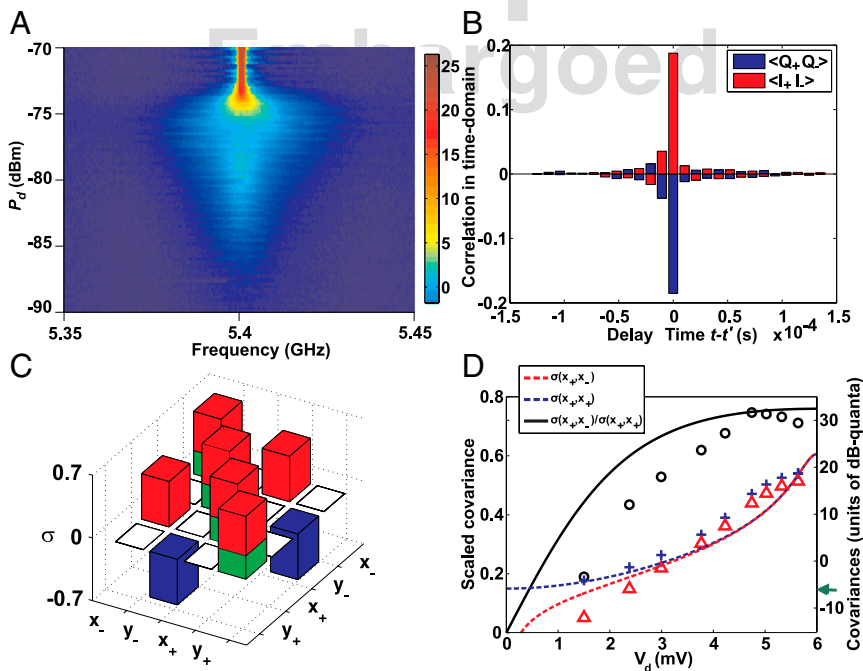 Embargoed
A
-70
-75
-80
-85
-90
P_d (dBm)
5.35
5.4
5.45
Frequency (GHz)
25
20
15
10
5
0
B
0.2
0.1
0
-0.1
-0.2
Correlation in time-domain
<Q₊ Q₋>
<I₊ I₋>
-1
-0.5
0
0.5
1
x10⁻⁴
Delay Time t-t′ (s)
C
0.7
0
-0.7
σ
x₋
y₋
x₊
y₊
y₊
x₊
y₋
x₋
D
σ(x₊,x₋)
σ(x₊,x₊)
σ(x₊,x₋)/σ(x₊,x₊)
0.8
0.6
0.4
0.2
0
Scaled covariance
0
1
2
3
4
5
6
V_d (mV)
30
20
10
0
-10
Covariances (units of dB-quanta)